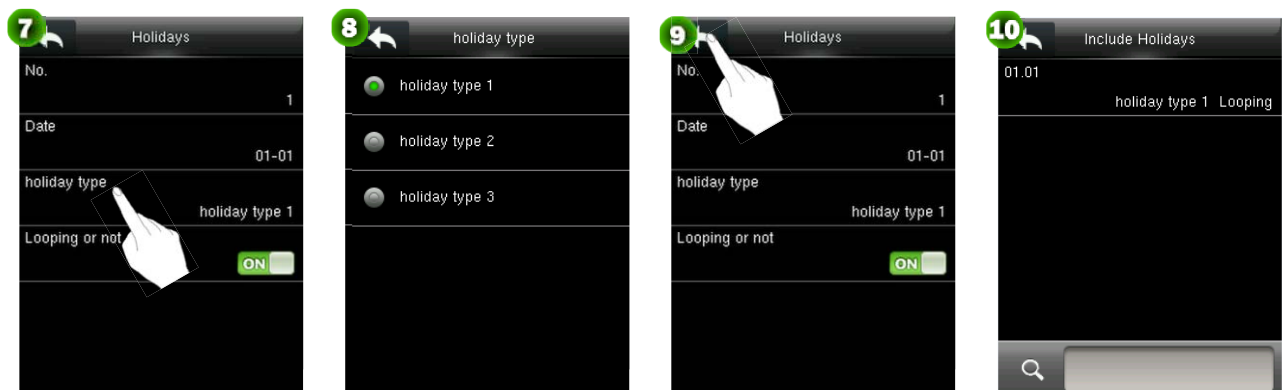 7
Holidays
No.
1
Date
01-01
holiday type
holiday type 1
Looping or not
ON
8
holiday type
holiday type 1
holiday type 2
holiday type 3
9
Holidays
No.
1
Date
01-01
holiday type
holiday type 1
Looping or not
ON
10
Include Holidays
01.01
holiday type 1 Looping